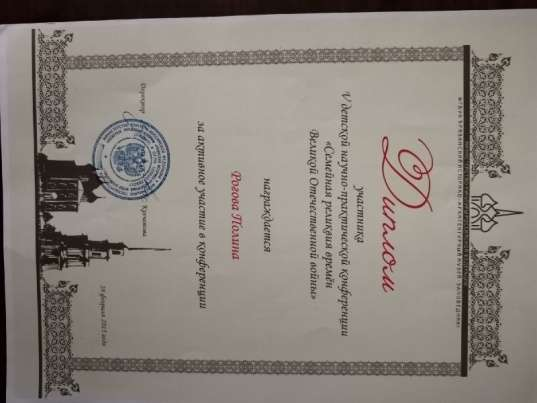 Диплом
участника
V детской научно-практической конференции
«Семейная реликвия времён
Великой Отечественной войны»
награждается
Рогова Полина
за активное участие в конференции
Директор